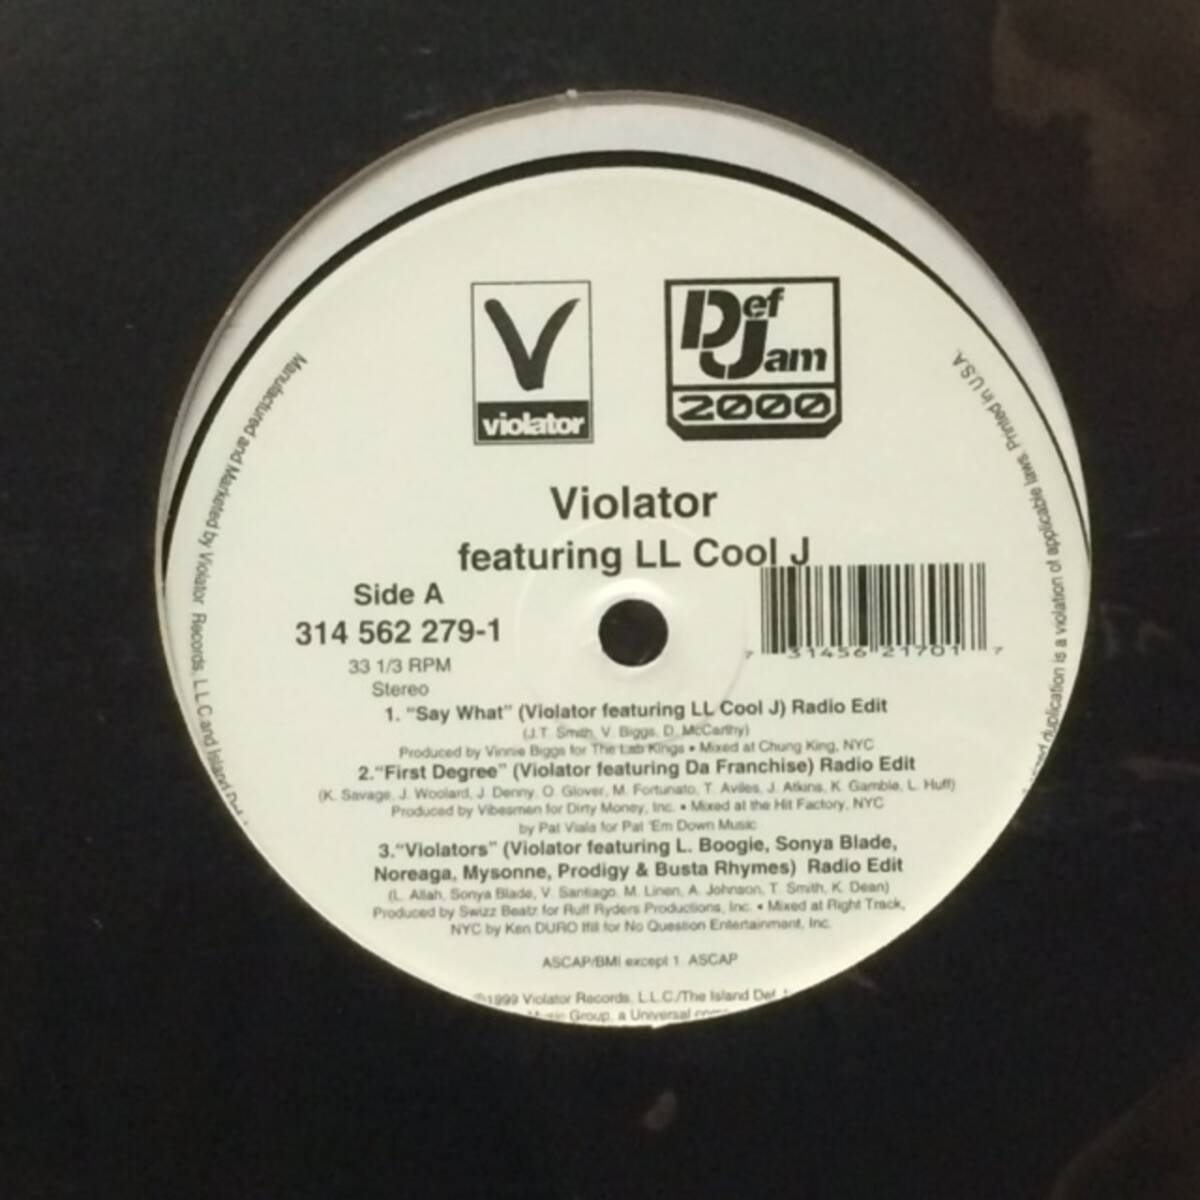 V
violator
Def Jam
2000
Violator
featuring LL Cool J
Side A
314 562 279-1
33 1/3 RPM
Stereo
7 31456 21701 7
1. "Say What" (Violator featuring LL Cool J) Radio Edit
(J.T. Smith, V. Biggs, D. McCarthy)
Produced by Vinnie Biggs for The Lab Kings • Mixed at Chung King, NYC
2."First Degree" (Violator featuring Da Franchise) Radio Edit
(K. Savage, J. Woolard, J. Denny, O. Glover, M. Fortunato, T. Aviles, J. Atkins, K. Gamble, L. Huff)
Produced by Vibesmen for Dirty Money, Inc. • Mixed at the Hit Factory, NYC
by Pat Viala for Pat 'Em Down Music
3."Violators" (Violator featuring L. Boogie, Sonya Blade,
Noreaga, Mysonne, Prodigy & Busta Rhymes) Radio Edit
(L. Allah, Sonya Blade, V. Santiago, M. Linen, A. Johnson, T. Smith, K. Dean)
Produced by Swizz Beatz for Ruff Ryders Productions, Inc. • Mixed at Right Track,
NYC by Ken DURO Ifill for No Question Entertainment, Inc.
ASCAP/BMI except 1. ASCAP
℗1999 Violator Records, L.L.C./The Island Def
Group, a Universal
Manufactured and Marketed by Violator Records, L.L.C. and Island
duplication is a violation of applicable laws. Printed in U.S.A.